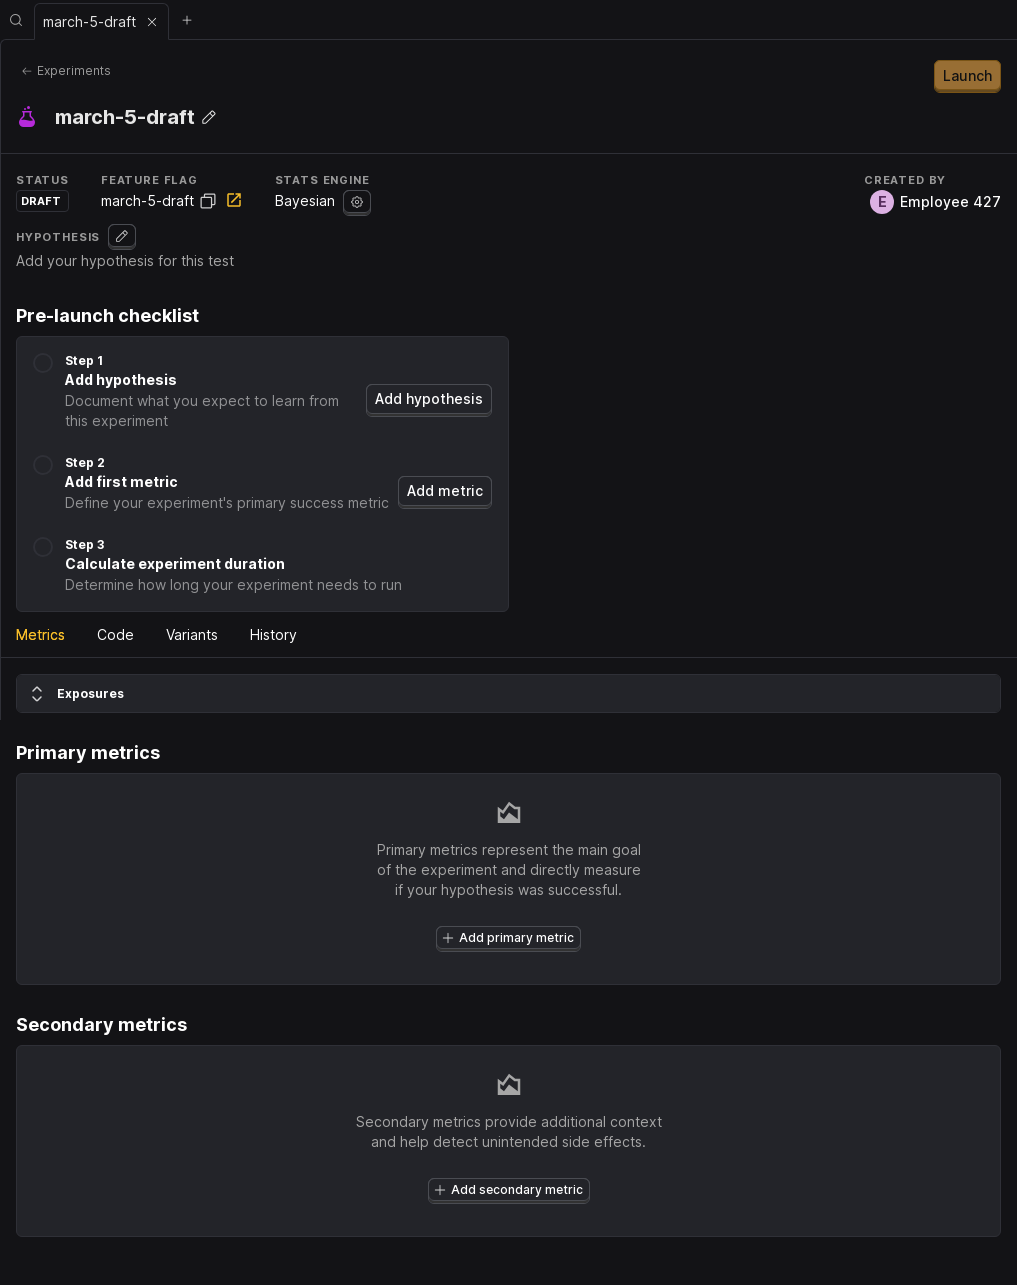 march-5-draft
Experiments
Launch
march-5-draft
STATUS
FEATURE FLAG
STATS ENGINE
CREATED BY
DRAFT
march-5-draft
Bayesian
E
Employee 427
HYPOTHESIS
Add your hypothesis for this test
Pre-launch checklist
Step 1
Add hypothesis
Document what you expect to learn from
this experiment
Add hypothesis
Step 2
Add first metric
Define your experiment's primary success metric
Add metric
Step 3
Calculate experiment duration
Determine how long your experiment needs to run
Metrics
Code
Variants
History
Exposures
Primary metrics
Primary metrics represent the main goal
of the experiment and directly measure
if your hypothesis was successful.
Add primary metric
Secondary metrics
Secondary metrics provide additional context
and help detect unintended side effects.
Add secondary metric